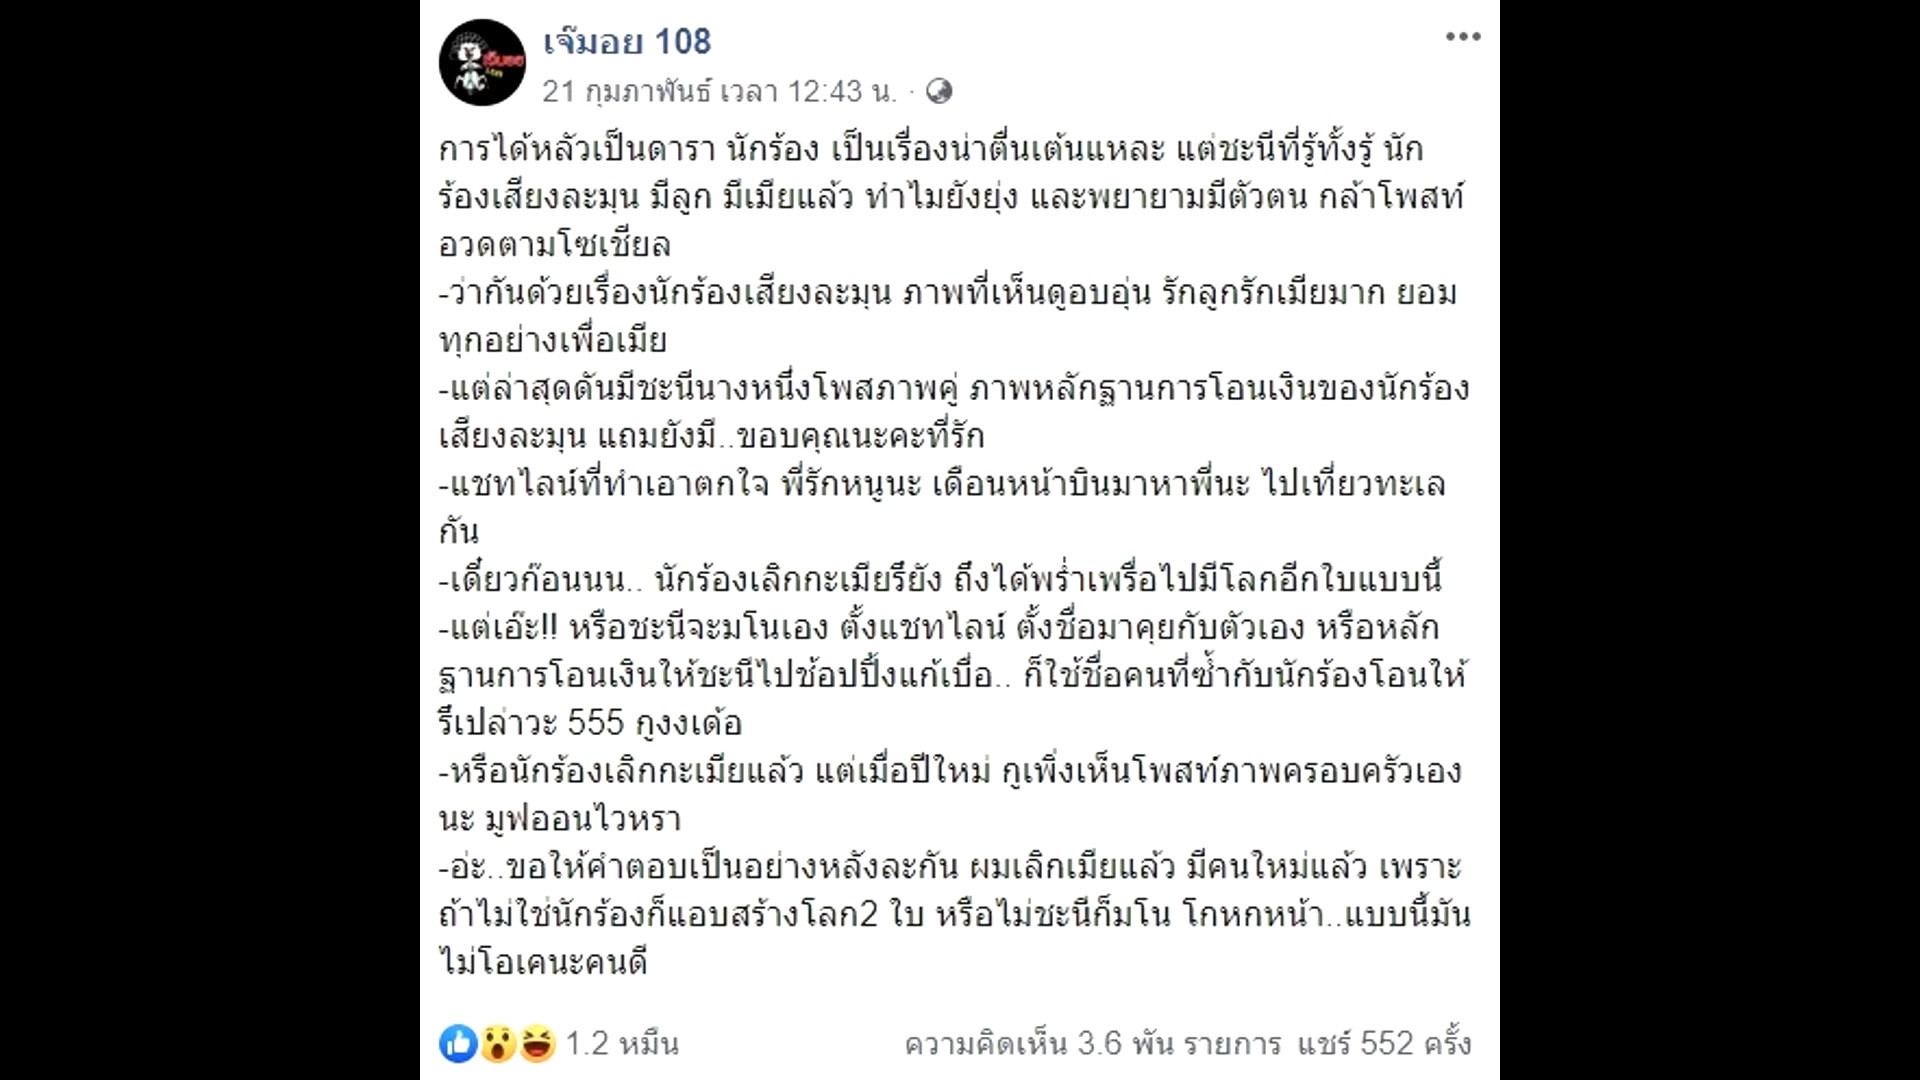 เจ๊มอย 108
21 กุมภาพันธ์ เวลา 12:43 น. ·
การได้หลัวเป็นดารา นักร้อง เป็นเรื่องน่าตื่นเต้นแหละ แต่ชะนีที่รู้ทั้งรู้ นัก
ร้องเสียงละมุน มีลูก มีเมียแล้ว ทำไมยังยุ่ง และพยายามมีตัวตน กล้าโพสท์
อวดตามโซเชียล
-ว่ากันด้วยเรื่องนักร้องเสียงละมุน ภาพที่เห็นดูอบอุ่น รักลูกรักเมียมาก ยอม
ทุกอย่างเพื่อเมีย
-แต่ล่าสุดดันมีชะนีนางหนึ่งโพสภาพคู่ ภาพหลักฐานการโอนเงินของนักร้อง
เสียงละมุน แถมยังมี..ขอบคุณนะคะที่รัก
-แชทไลน์ที่ทำเอาตกใจ พี่รักหนูนะ เดือนหน้าบินมาหาพี่นะ ไปเที่ยวทะเล
กัน
-เดี๋ยวก๊อนนน.. นักร้องเลิกกะเมียรึยัง ถึงได้พร่ำเพรื่อไปมีโลกอีกใบแบบนี้
-แต่เอ๊ะ!! หรือชะนีจะมโนเอง ตั้งแชทไลน์ ตั้งชื่อมาคุยกับตัวเอง หรือหลัก
ฐานการโอนเงินให้ชะนีไปช้อปปิ้งแก้เบื่อ.. ก็ใช้ชื่อคนที่ซ้ำกับนักร้องโอนให้
รึเปล่าวะ 555 กูงงเด้อ
-หรือนักร้องเลิกกะเมียแล้ว แต่เมื่อปีใหม่ กูเพิ่งเห็นโพสท์ภาพครอบครัวเอง
นะ มูฟออนไวหรา
-อ่ะ..ขอให้คำตอบเป็นอย่างหลังละกัน ผมเลิกเมียแล้ว มีคนใหม่แล้ว เพราะ
ถ้าไม่ใช่นักร้องก็แอบสร้างโลก2 ใบ หรือไม่ชะนีก็มโน โกหกหน้า..แบบนี้มัน
ไม่โอเคนะคนดี
1.2 หมื่น ความคิดเห็น 3.6 พัน รายการ แชร์ 552 ครั้ง